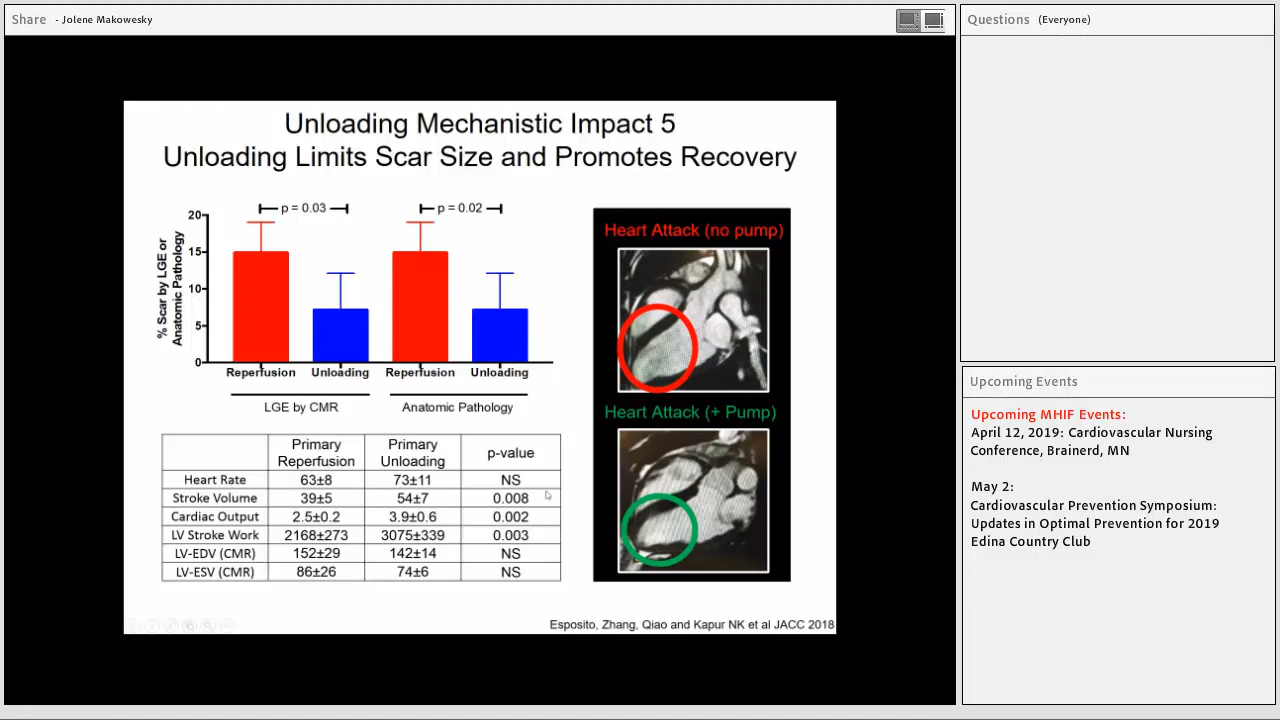 Share - Jolene Makowesky
Unloading Mechanistic Impact 5
Unloading Limits Scar Size and Promotes Recovery
% Scar by LGE or
Anatomic Pathology
20
15
10
5
0
p = 0.03
p = 0.02
Reperfusion Unloading Reperfusion Unloading
LGE by CMR
Anatomic Pathology
Primary Reperfusion Primary Unloading p-value
Heart Rate 63±8 73±11 NS
Stroke Volume 39±5 54±7 0.008
Cardiac Output 2.5±0.2 3.9±0.6 0.002
LV Stroke Work 2168±273 3075±339 0.003
LV-EDV (CMR) 152±29 142±14 NS
LV-ESV (CMR) 86±26 74±6 NS
Heart Attack (no pump)
Heart Attack (+ Pump)
Esposito, Zhang, Qiao and Kapur NK et al JACC 2018
Questions (Everyone)
Upcoming Events
Upcoming MHIF Events:
April 12, 2019: Cardiovascular Nursing
Conference, Brainerd, MN
May 2:
Cardiovascular Prevention Symposium:
Updates in Optimal Prevention for 2019
Edina Country Club